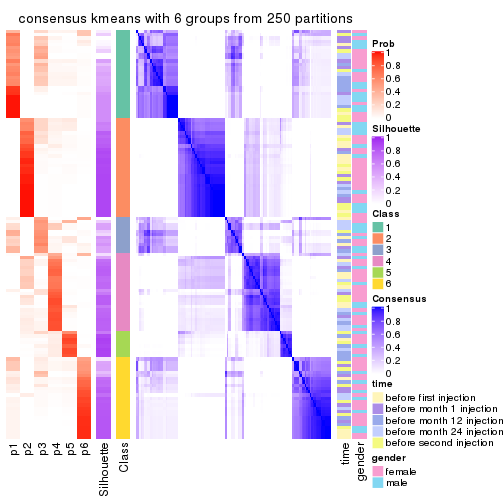 consensus kmeans with 6 groups from 250 partitions
Prob
1
0.8
0.6
0.4
0.2
0
Silhouette
1
0.8
0.6
0.4
0.2
0
Class
1
2
3
4
5
6
Consensus
1
0.8
0.6
0.4
0.2
0
time
before first injection
before month 1 injection
before month 12 injection
before month 24 injection
before second injection
gender
female
male
p1
p2
p3
p4
p5
p6
Silhouette
Class
time
gender